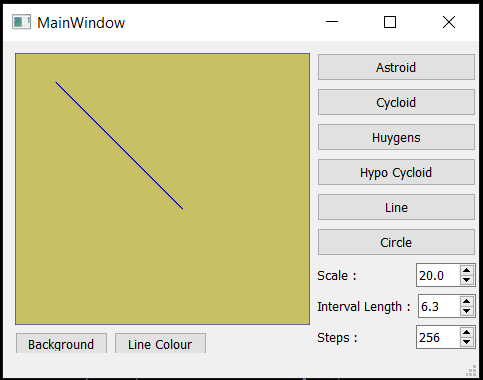 MainWindow
Astroid
Cycloid
Huygens
Hypo Cycloid
Line
Circle
Scale : 20.0
Interval Length : 6.3
Steps : 256
Background Line Colour